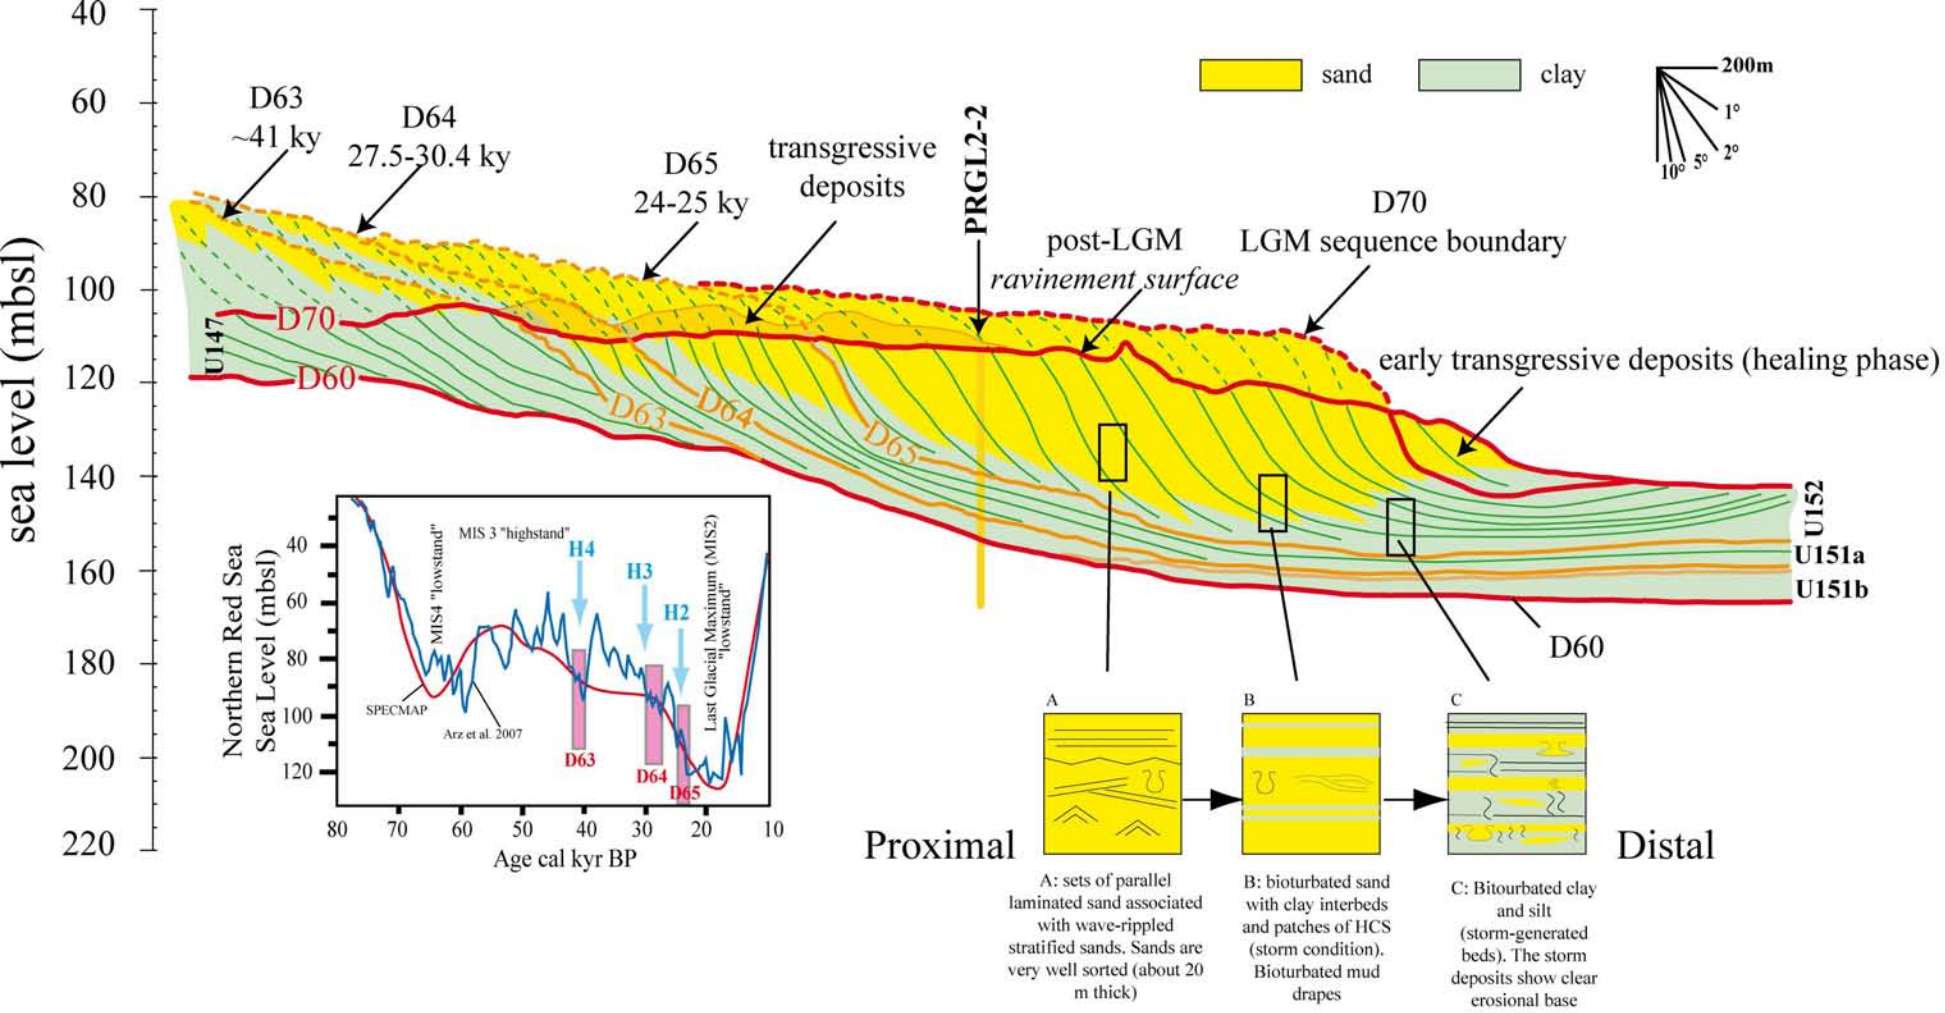 40
60
80
100
120
140
160
180
200
220
sea level (mbsl)
D63
~41 ky
D64
27.5-30.4 ky
D65
24-25 ky
transgressive
deposits
PRGL2-2
post-LGM
ravinement surface
D70
LGM sequence boundary
early transgressive deposits (healing phase)
sand
clay
200m
1°
2°
5°
10°
U147
D70
D60
D63
D64
D65
U152
U151a
U151b
D60
Northern Red Sea
Sea Level (mbsl)
40
60
80
100
120
80
70
60
50
40
30
20
10
Age cal kyr BP
MIS4 "lowstand"
MIS 3 "highstand"
H4
H3
H2
Last Glacial Maximum (MIS2)
"lowstand"
SPECMAP
Arz et al. 2007
D63
D64
D65
Proximal
A
B
C
Distal
A: sets of parallel
laminated sand associated
with wave-rippled
stratified sands. Sands are
very well sorted (about 20
m thick)
B: bioturbated sand
with clay interbeds
and patches of HCS
(storm condition).
Bioturbated mud
drapes
C: Bitourbated clay
and silt
(storm-generated
beds). The storm
deposits show clear
erosional base